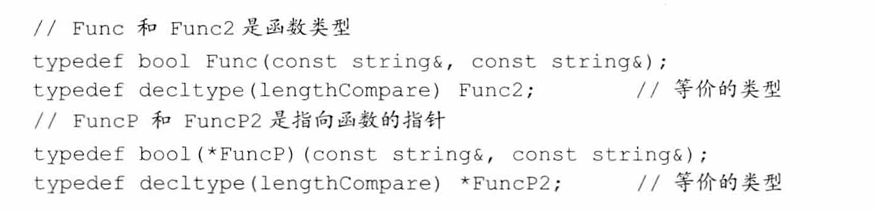 // Func 和 Func2 是函数类型
typedef bool Func(const string&, const string&);
typedef decltype(lengthCompare) Func2; // 等价的类型
// FuncP 和 FuncP2 是指向函数的指针
typedef bool(*FuncP)(const string&, const string&);
typedef decltype(lengthCompare) *FuncP2; // 等价的类型